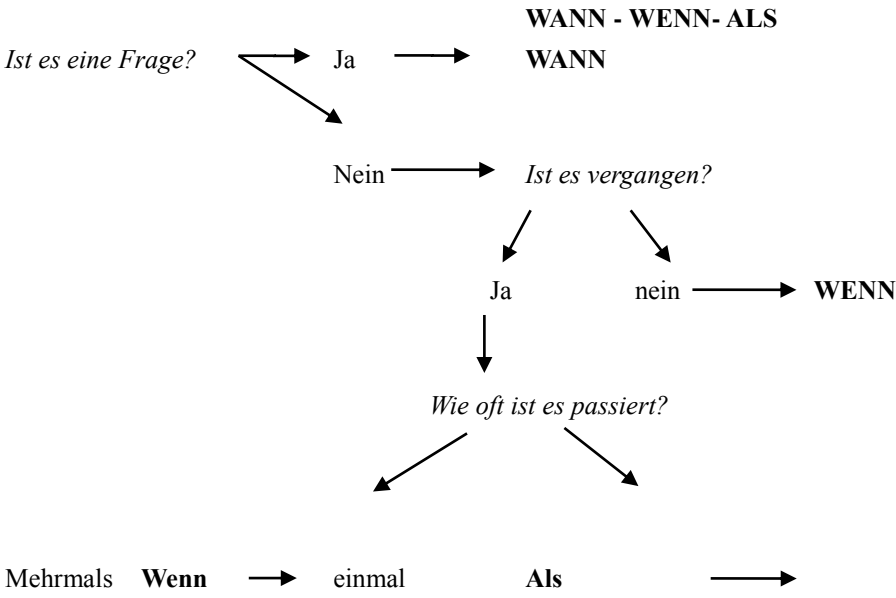 WANN - WENN- ALS
Ist es eine Frage? Ja WANN
Nein Ist es vergangen?
Ja nein WENN
Wie oft ist es passiert?
Mehrmals Wenn einmal Als